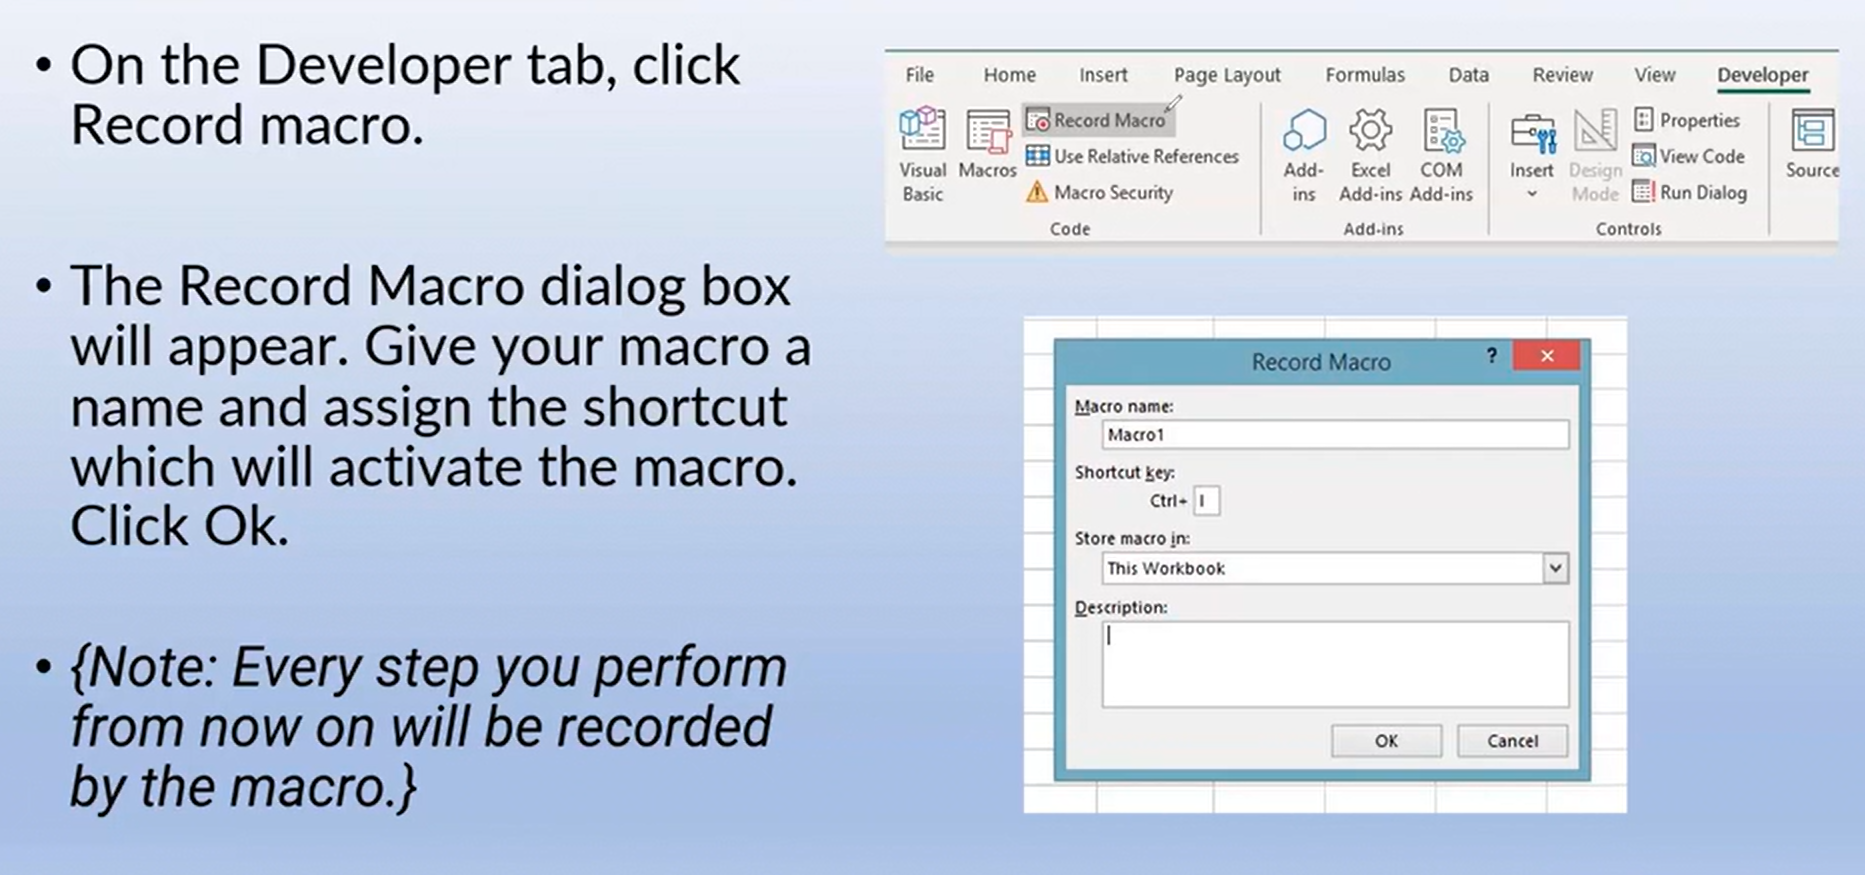 • On the Developer tab, click
Record macro.
• The Record Macro dialog box
will appear. Give your macro a
name and assign the shortcut
which will activate the macro.
Click Ok.
• {Note: Every step you perform
from now on will be recorded
by the macro.}
File Home Insert Page Layout Formulas Data Review View Developer
Visual Basic
Macros
Record Macro
Use Relative References
Macro Security
Code
Add-ins
Excel Add-ins
COM Add-ins
Add-ins
Insert
Design Mode
Properties
View Code
Run Dialog
Controls
Source
Record Macro ?
Macro name:
Macro1
Shortcut key:
Ctrl+ l
Store macro in:
This Workbook
Description:
OK Cancel